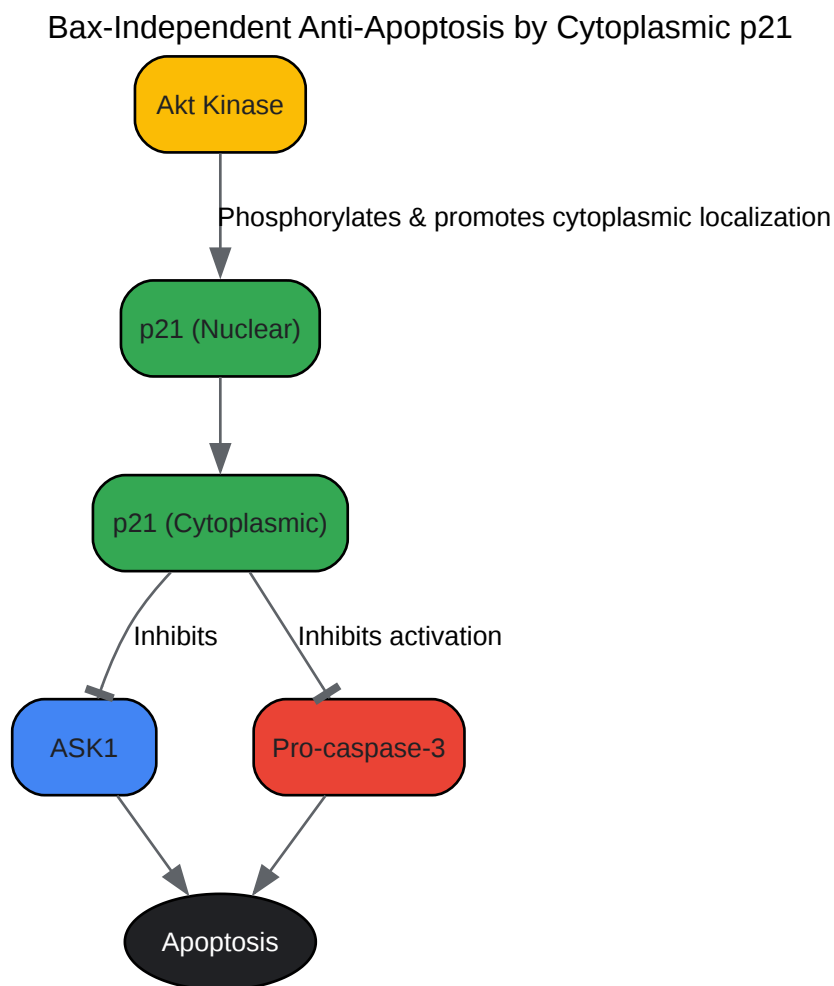 Bax-Independent Anti-Apoptosis by Cytoplasmic p21
Akt Kinase
Phosphorylates & promotes cytoplasmic localization
p21 (Nuclear)
p21 (Cytoplasmic)
Inhibits
Inhibits activation
ASK1
Pro-caspase-3
Apoptosis